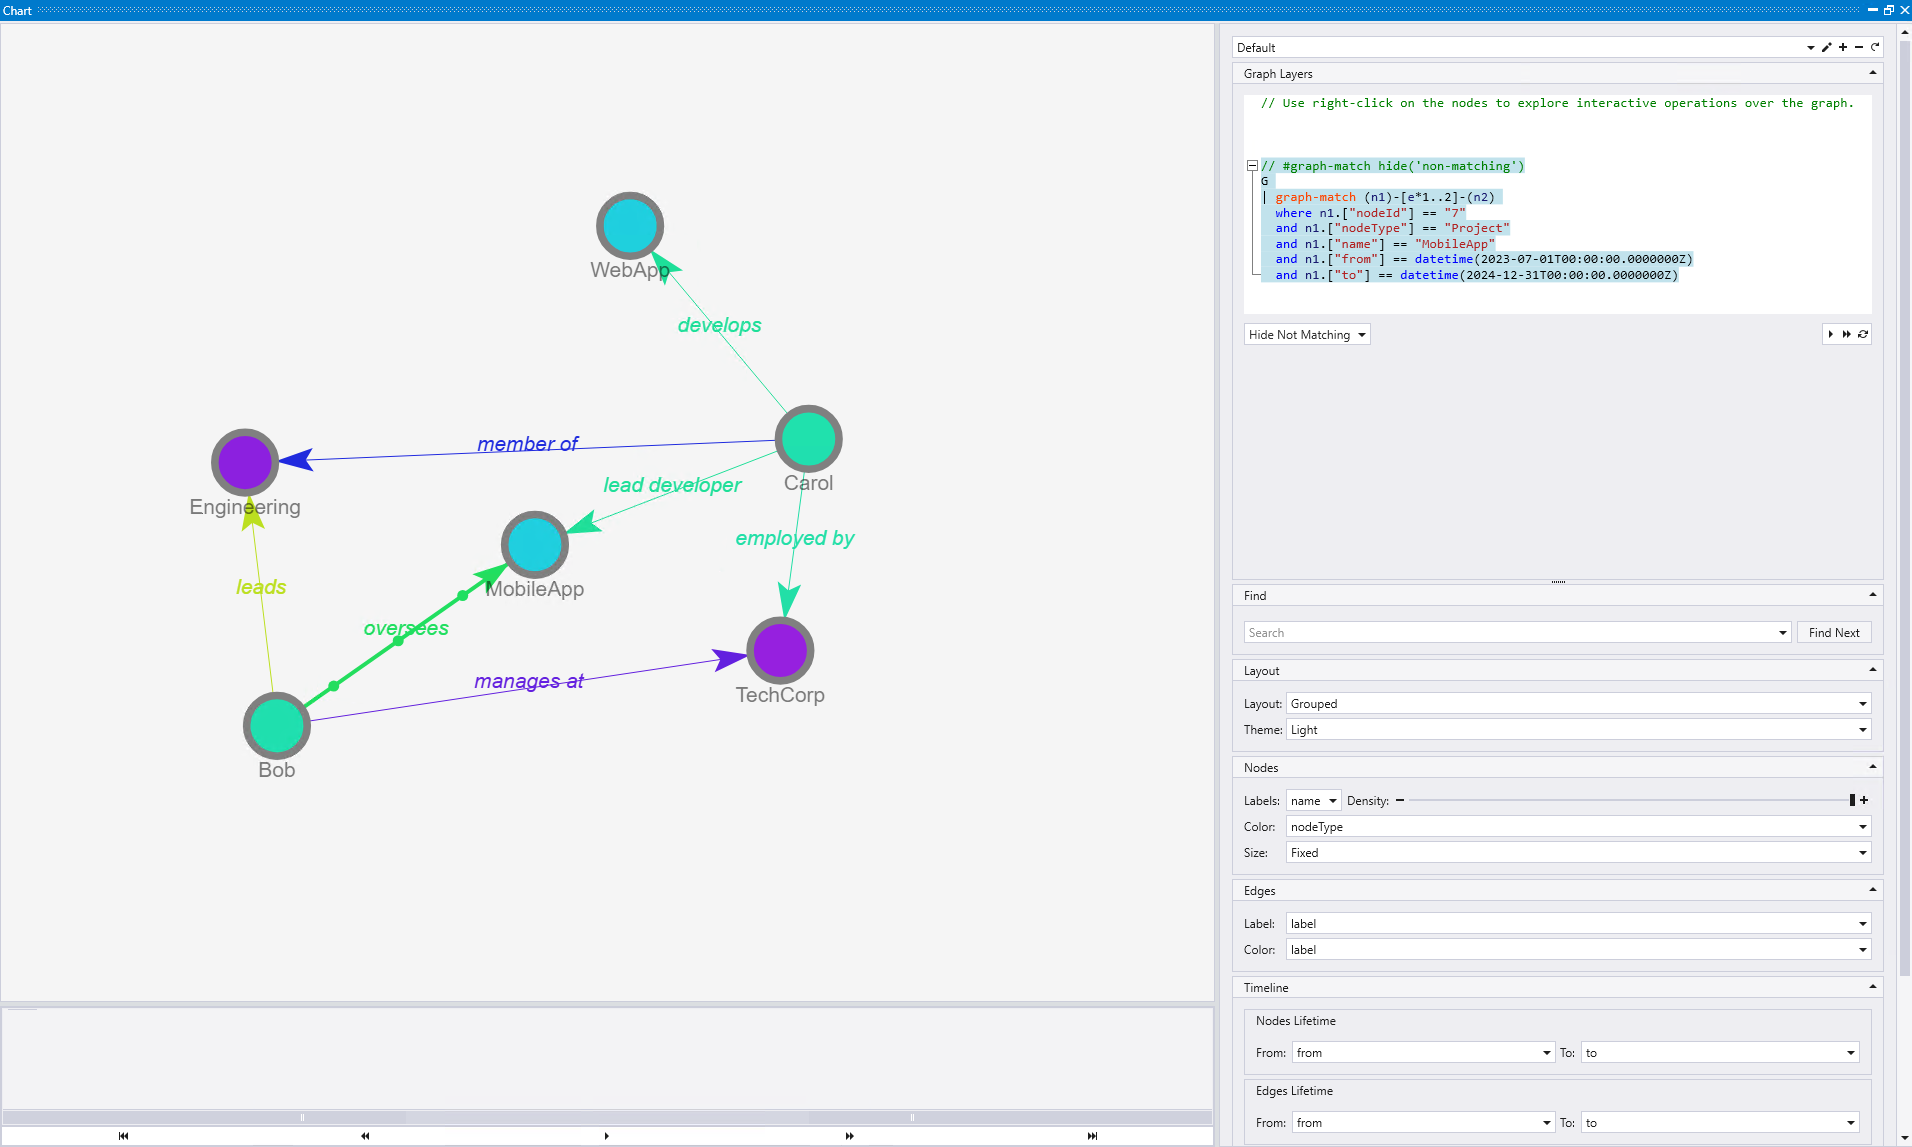 Chart
WebApp
develops
member of
Carol
lead developer
Engineering
employed by
MobileApp
leads
oversees
manages at
TechCorp
Bob
Default
Graph Layers
// Use right-click on the nodes to explore interactive operations over the graph.
// #graph-match hide('non-matching')
G
| graph-match (n1)-[e*1..2]-(n2)
where n1.["nodeId"] == "7"
and n1.["nodeType"] == "Project"
and n1.["name"] == "MobileApp"
and n1.["from"] == datetime(2023-07-01T00:00:00.0000000Z)
and n1.["to"] == datetime(2024-12-31T00:00:00.0000000Z)
Hide Not Matching
Find
Search
Find Next
Layout
Layout: Grouped
Theme: Light
Nodes
Labels: name Density:
Color: nodeType
Size: Fixed
Edges
Label: label
Color: label
Timeline
Nodes Lifetime
From: from To: to
Edges Lifetime
From: from To: to